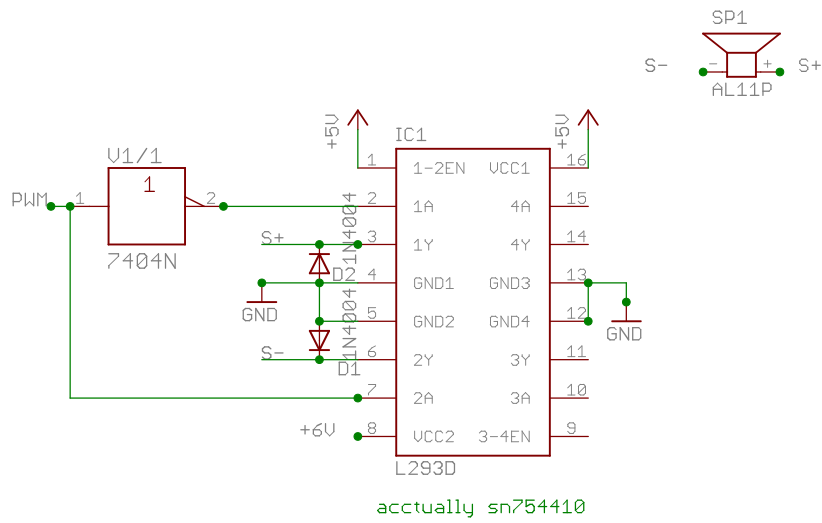 SP1
S- - + S+
AL11P
+5V
+5V
IC1
V1/1
1
PWM
1
2
7404N
1 1-2EN VCC1 16
2 1A 4A 15
3 1Y 4Y 14
4 GND1 GND3 13
5 GND2 GND4 12
6 2Y 3Y 11
7 2A 3A 10
8 VCC2 3-4EN 9
S+
1N4004
D2
GND
1N4004
S-
D1
GND
+6V
L293D
acctually sn754410